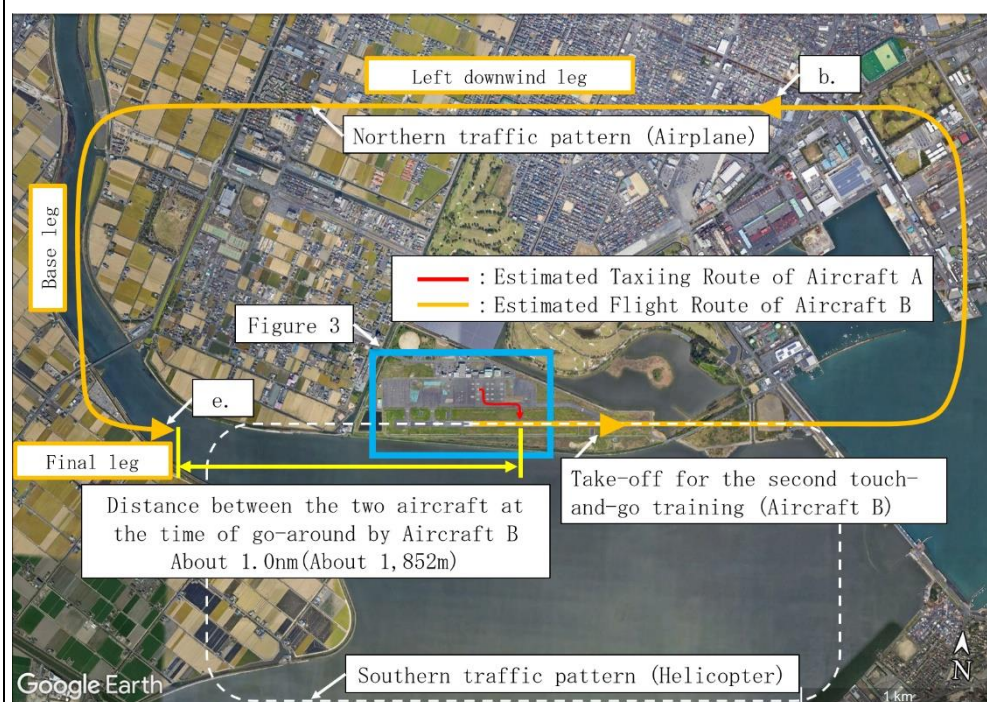 Left downwind leg
b.
Northern traffic pattern (Airplane)
Base leg
: Estimated Taxiing Route of Aircraft A
: Estimated Flight Route of Aircraft B
Figure 3
e.
Final leg
Distance between the two aircraft at
the time of go-around by Aircraft B
About 1.0nm(About 1,852m)
Take-off for the second touch-
and-go training (Aircraft B)
Southern traffic pattern (Helicopter)
Google Earth
1 km
N